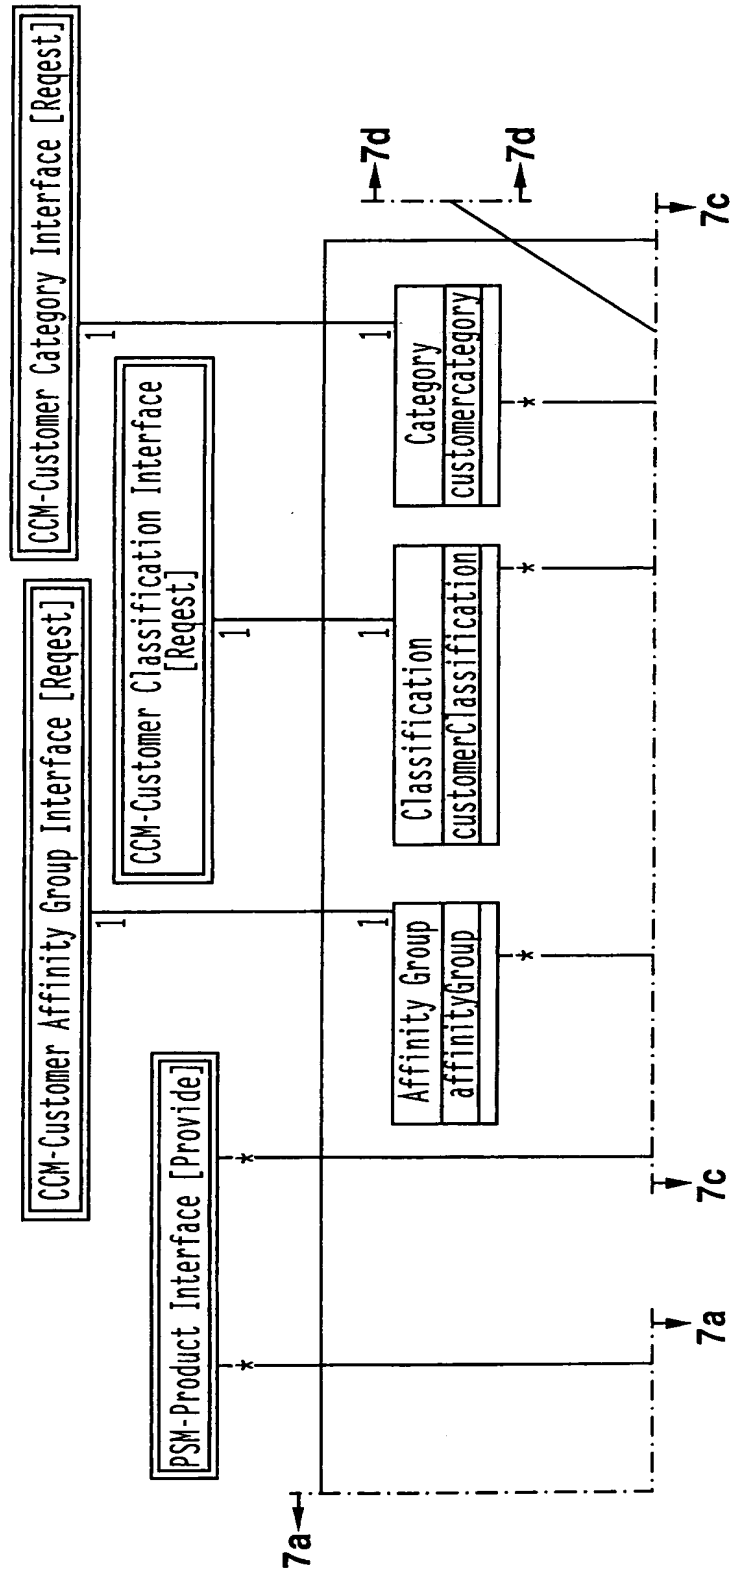 CCM-Customer Category Interface [Reqest]
CCM-Customer Affinity Group Interface [Reqest]
CCM-Customer Classification Interface
[Reqest]
PSM-Product Interface [Provide]
*
*
1
1
1
1
1
1
7a
7d
7d
Affinity Group
affinityGroup
Classification
customerClassification
Category
customercategory
*
*
*
7a
7c
7c